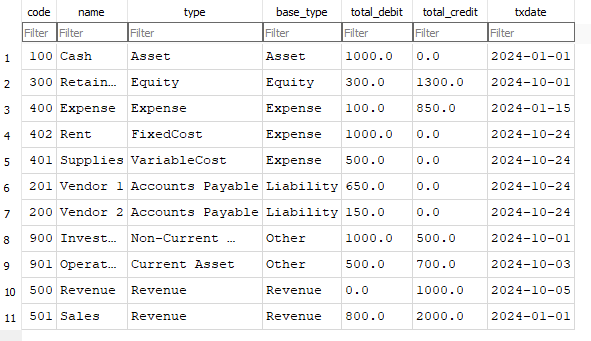 code name type base_type total_debit total_credit txdate
Filter Filter Filter Filter Filter Filter Filter
1 100 Cash Asset Asset 1000.0 0.0 2024-01-01
2 300 Retain… Equity Equity 300.0 1300.0 2024-10-01
3 400 Expense Expense Expense 100.0 850.0 2024-01-15
4 402 Rent FixedCost Expense 1000.0 0.0 2024-10-24
5 401 Supplies VariableCost Expense 500.0 0.0 2024-10-24
6 201 Vendor 1 Accounts Payable Liability 650.0 0.0 2024-10-24
7 200 Vendor 2 Accounts Payable Liability 150.0 0.0 2024-10-24
8 900 Invest… Non-Current … Other 1000.0 500.0 2024-10-01
9 901 Operat… Current Asset Other 500.0 700.0 2024-10-03
10 500 Revenue Revenue Revenue 0.0 1000.0 2024-10-05
11 501 Sales Revenue Revenue 800.0 2000.0 2024-01-01